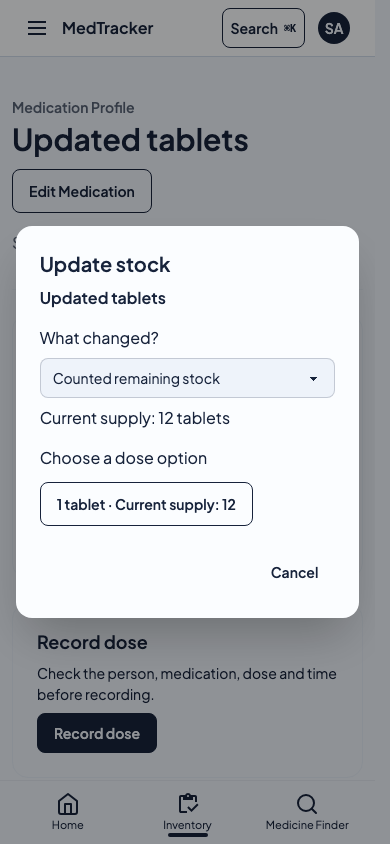 MedTracker
Search ⌘K
SA
Medication Profile
Updated tablets
Edit Medication
S
Update stock
Updated tablets
What changed?
Counted remaining stock
Current supply: 12 tablets
Choose a dose option
1 tablet · Current supply: 12
Cancel
Record dose
Check the person, medication, dose and time
before recording.
Record dose
Home
Inventory
Medicine Finder